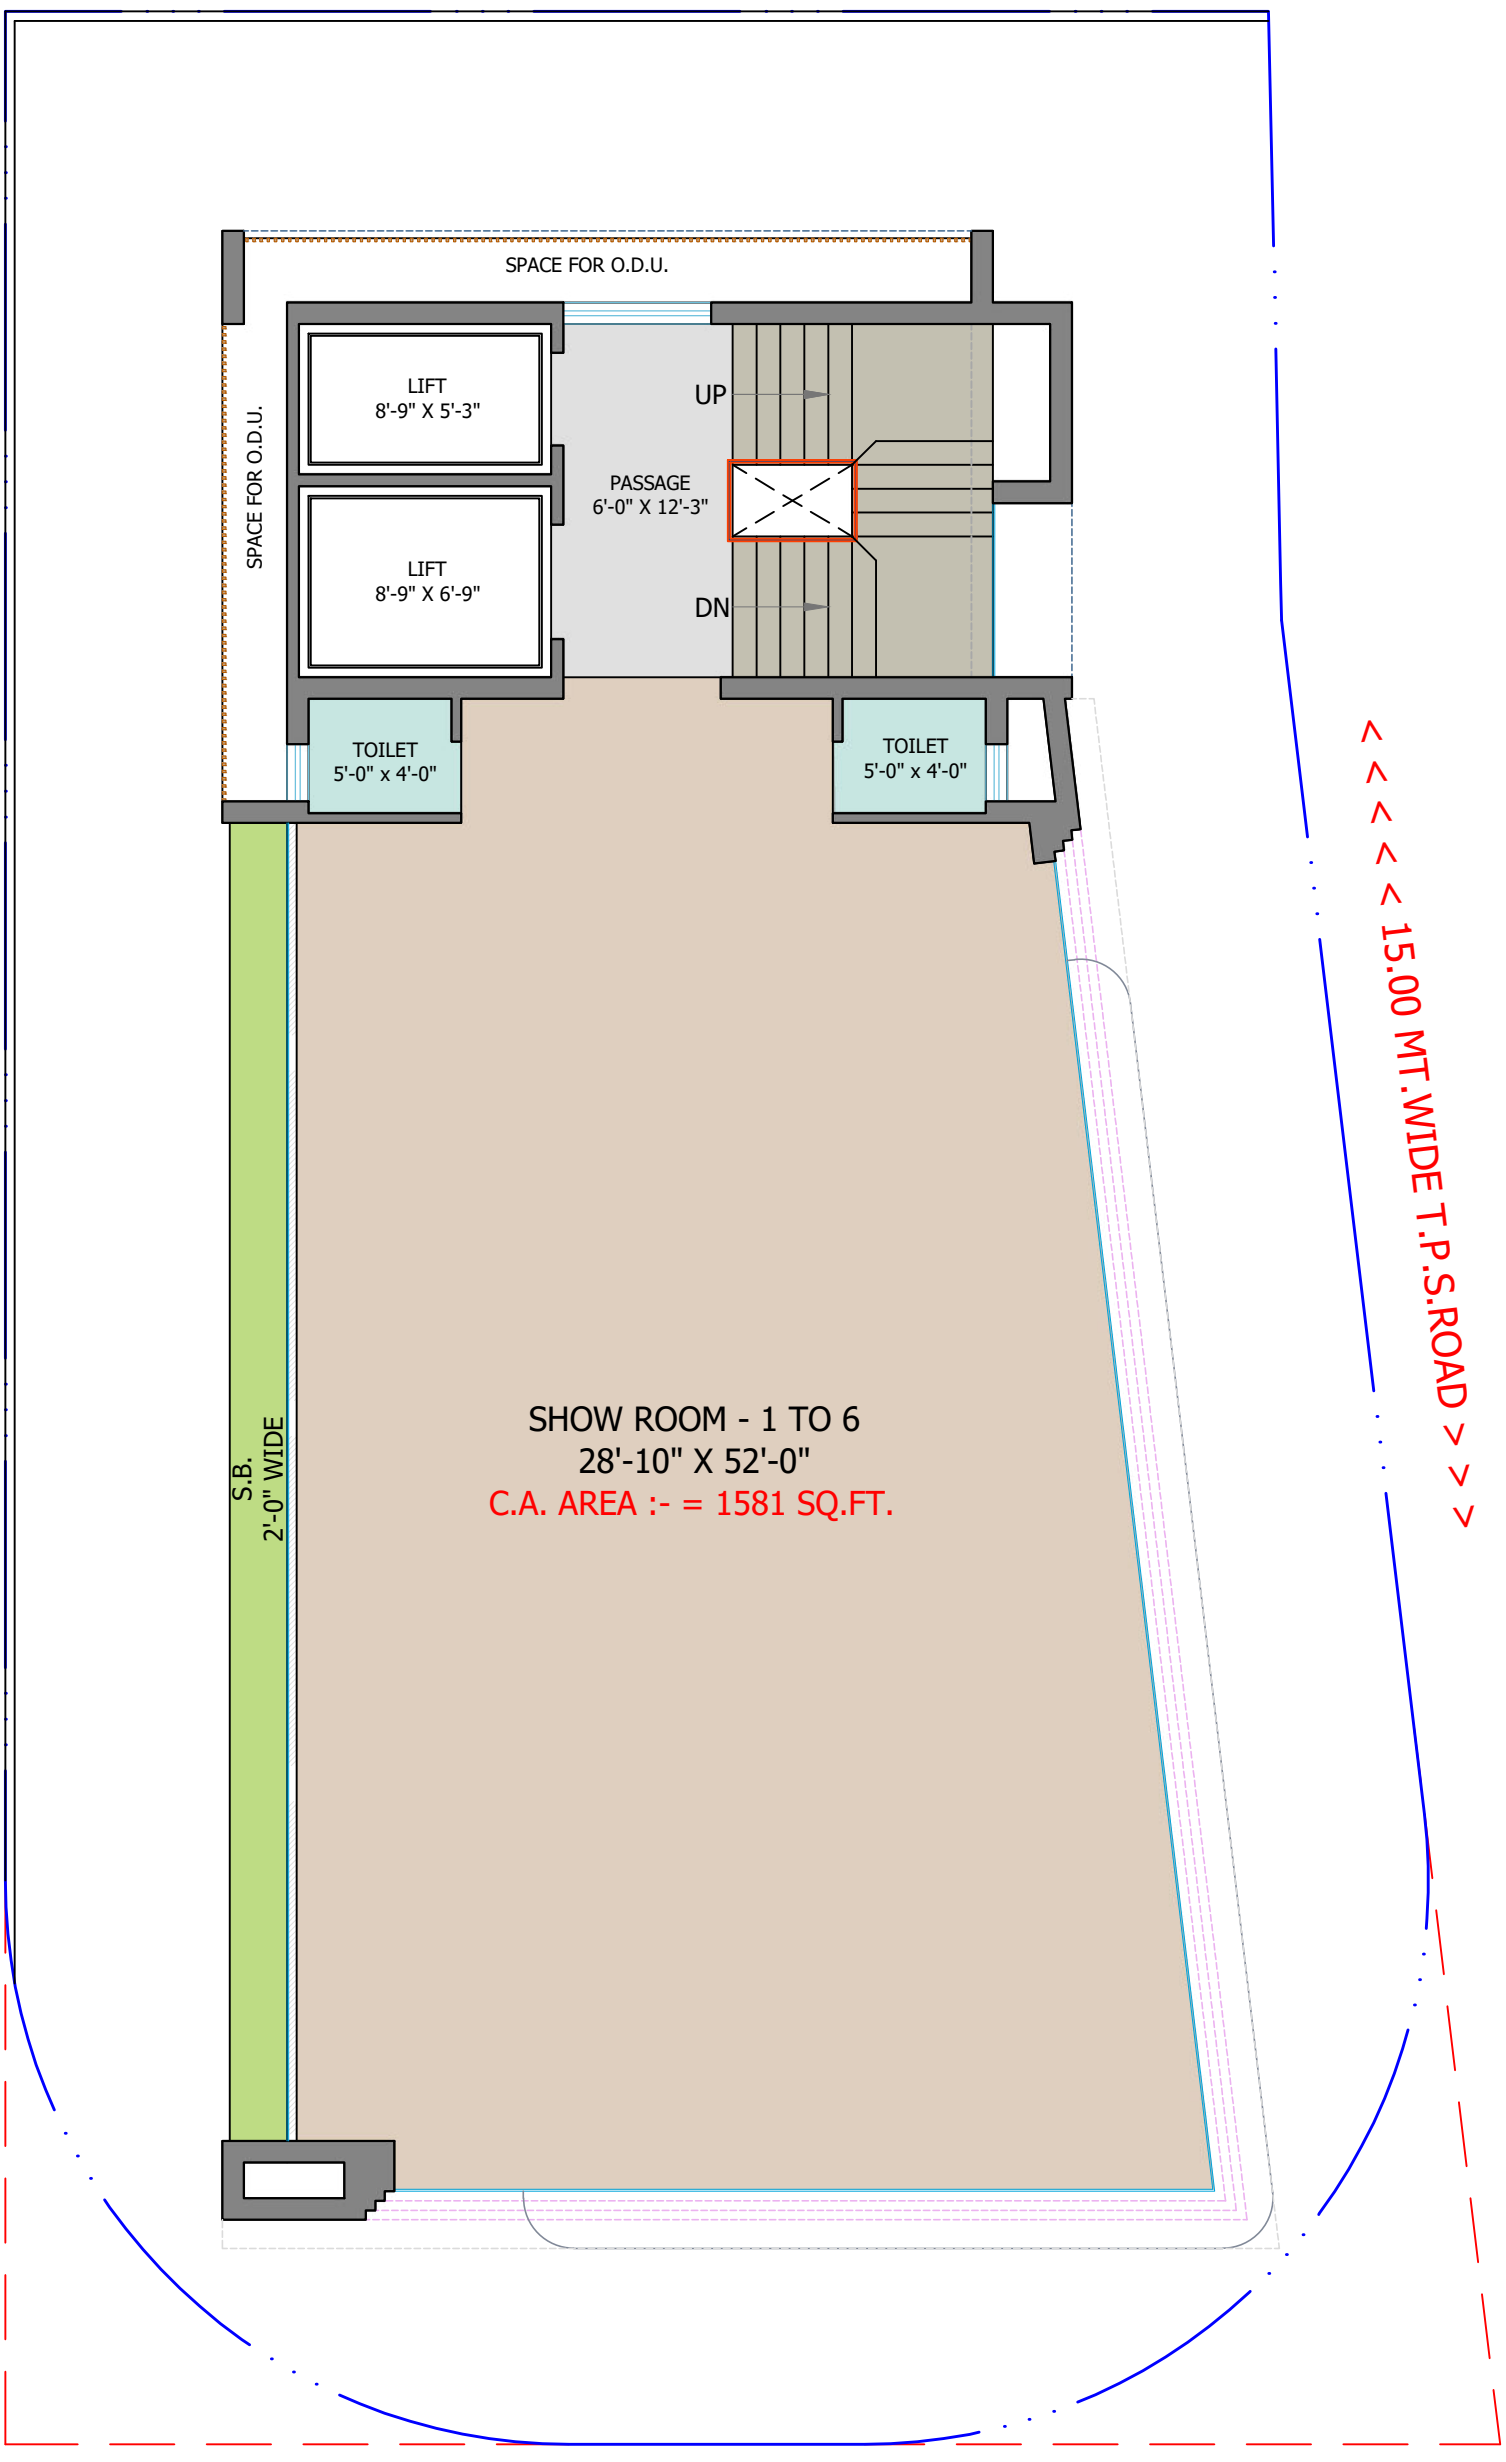 SPACE FOR O.D.U.
SPACE FOR O.D.U.
LIFT
8'-9" X 5'-3"
UP
PASSAGE
6'-0" X 12'-3"
LIFT
8'-9" X 6'-9"
DN
TOILET
5'-0" x 4'-0"
TOILET
5'-0" x 4'-0"
< < < < < 15.00 MT.WIDE T.P.S.ROAD > > >
SHOW ROOM - 1 TO 6
28'-10" X 52'-0"
C.A. AREA :- = 1581 SQ.FT.
S.B.
2'-0" WIDE